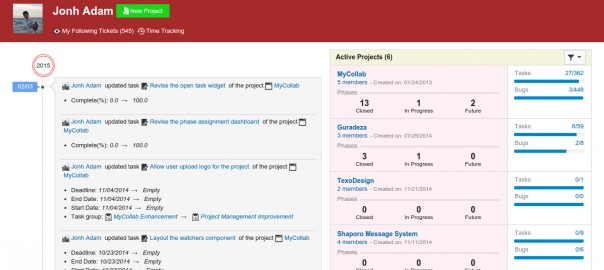 Jonh Adam New Project
My Following Tickets (545) Time Tracking
2015
02/03
Jonh Adam updated task Revise the open task widget of the project MyCollab
Complete(%): 0.0 → 100.0
Jonh Adam updated task Revise the phase assignment dashboard of the project
MyCollab
Complete(%): 0.0 → 100.0
Jonh Adam updated task Allow user upload logo for the project of the project
MyCollab
Deadline: 11/04/2014 → Empty
End Date: 11/04/2014 → Empty
Start Date: 11/04/2014 → Empty
Task group: MyCollab Enhancement → Project Management Improvement
Jonh Adam updated task Layout the watchers component of the project MyCollab
Deadline: 10/23/2014 → Empty
End Date: 10/23/2014 → Empty
Start Date: 10/23/2014 → Empty
Active Projects (6)
MyCollab
5 members - Created on: 01/24/2013
Phases
13 1 2
Closed In Progress Future
Tasks 27/362
Bugs 3/448
Guradeza
3 members - Created on: 07/29/2014
Phases
3 1 0
Closed In Progress Future
Tasks 6/59
Bugs 2/8
TexoDesign
2 members - Created on: 11/21/2014
Phases
0 0 0
Closed In Progress Future
Tasks 0/1
Bugs 0/0
Shaporo Message System
4 members - Created on: 11/11/2014
Phases
0 0 0
Tasks 0/9
Bugs 0/6